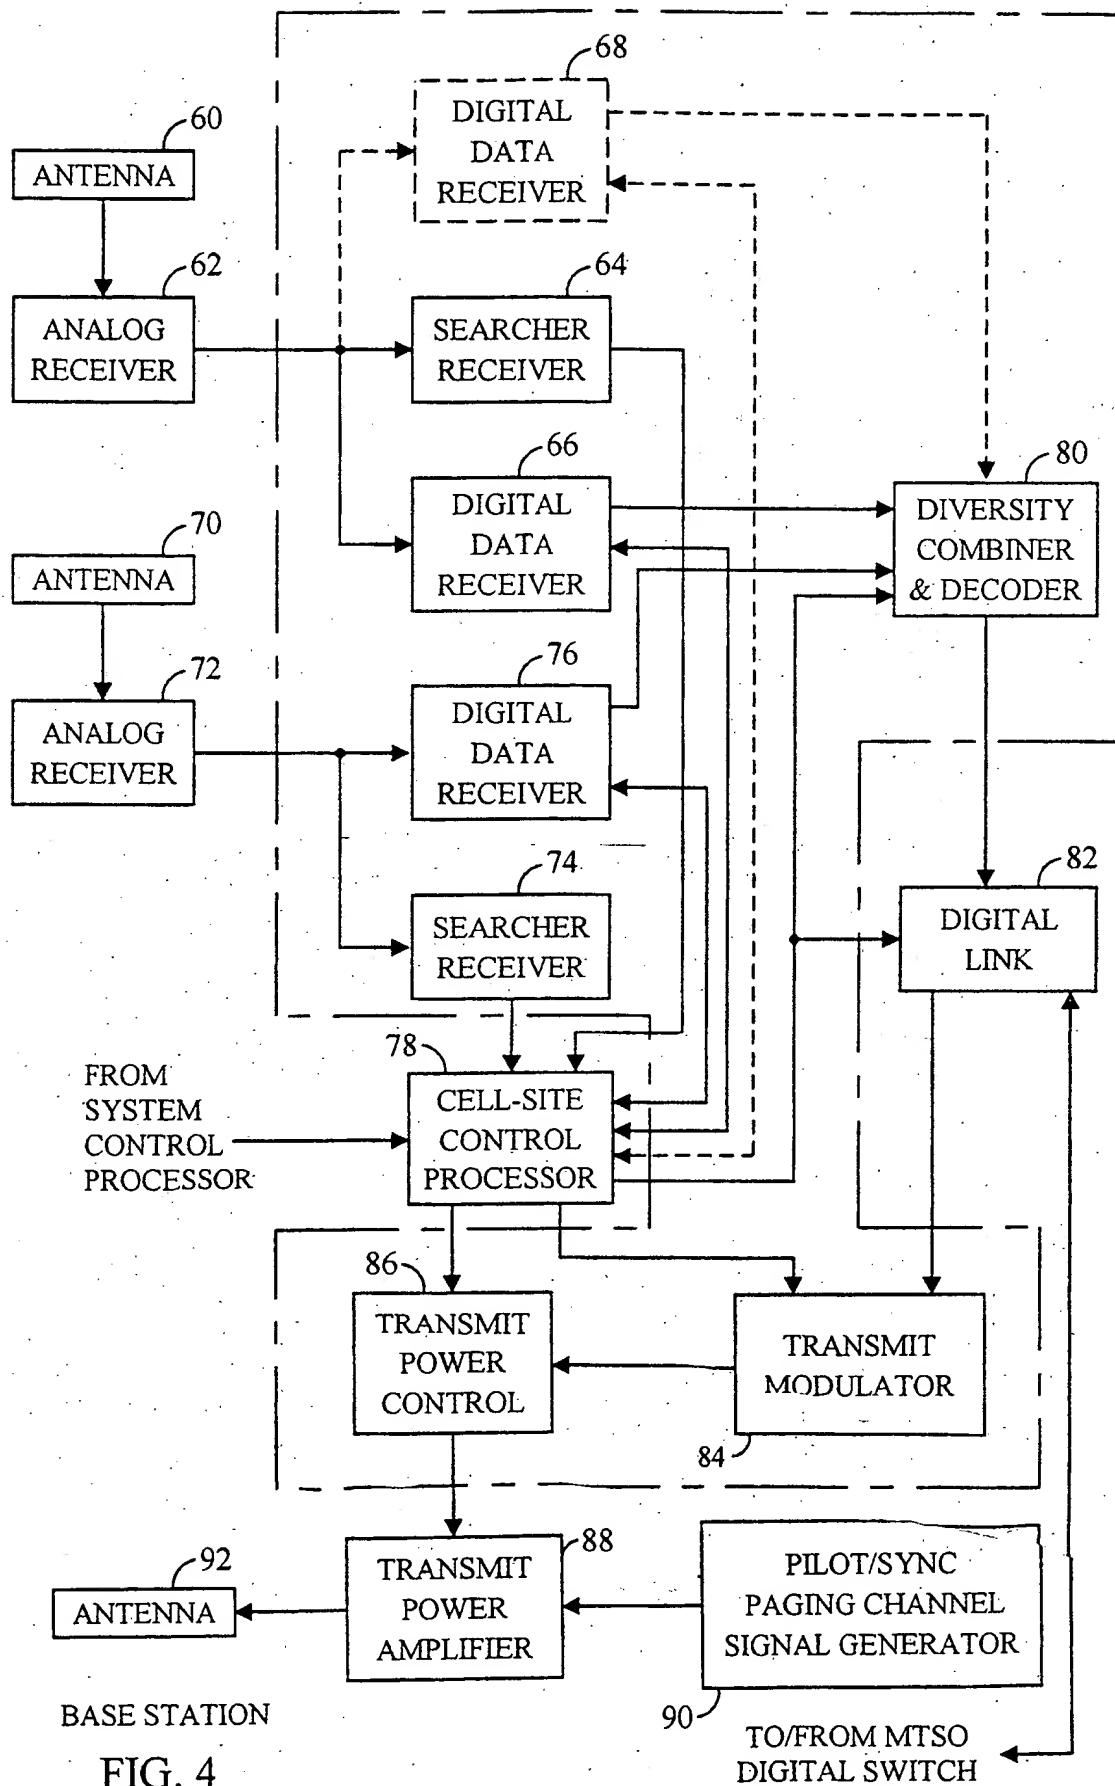 68
DIGITAL
DATA
RECEIVER
60
ANTENNA
62
ANALOG
RECEIVER
64
SEARCHER
RECEIVER
66
DIGITAL
DATA
RECEIVER
80
DIVERSITY
COMBINER
& DECODER
70
ANTENNA
72
ANALOG
RECEIVER
76
DIGITAL
DATA
RECEIVER
74
SEARCHER
RECEIVER
82
DIGITAL
LINK
78
CELL-SITE
CONTROL
PROCESSOR
FROM
SYSTEM
CONTROL
PROCESSOR
86
TRANSMIT
POWER
CONTROL
TRANSMIT
MODULATOR
84
88
TRANSMIT
POWER
AMPLIFIER
92
ANTENNA
PILOT/SYNC
PAGING CHANNEL
SIGNAL GENERATOR
90
BASE STATION
FIG. 4
TO/FROM MTSO
DIGITAL SWITCH